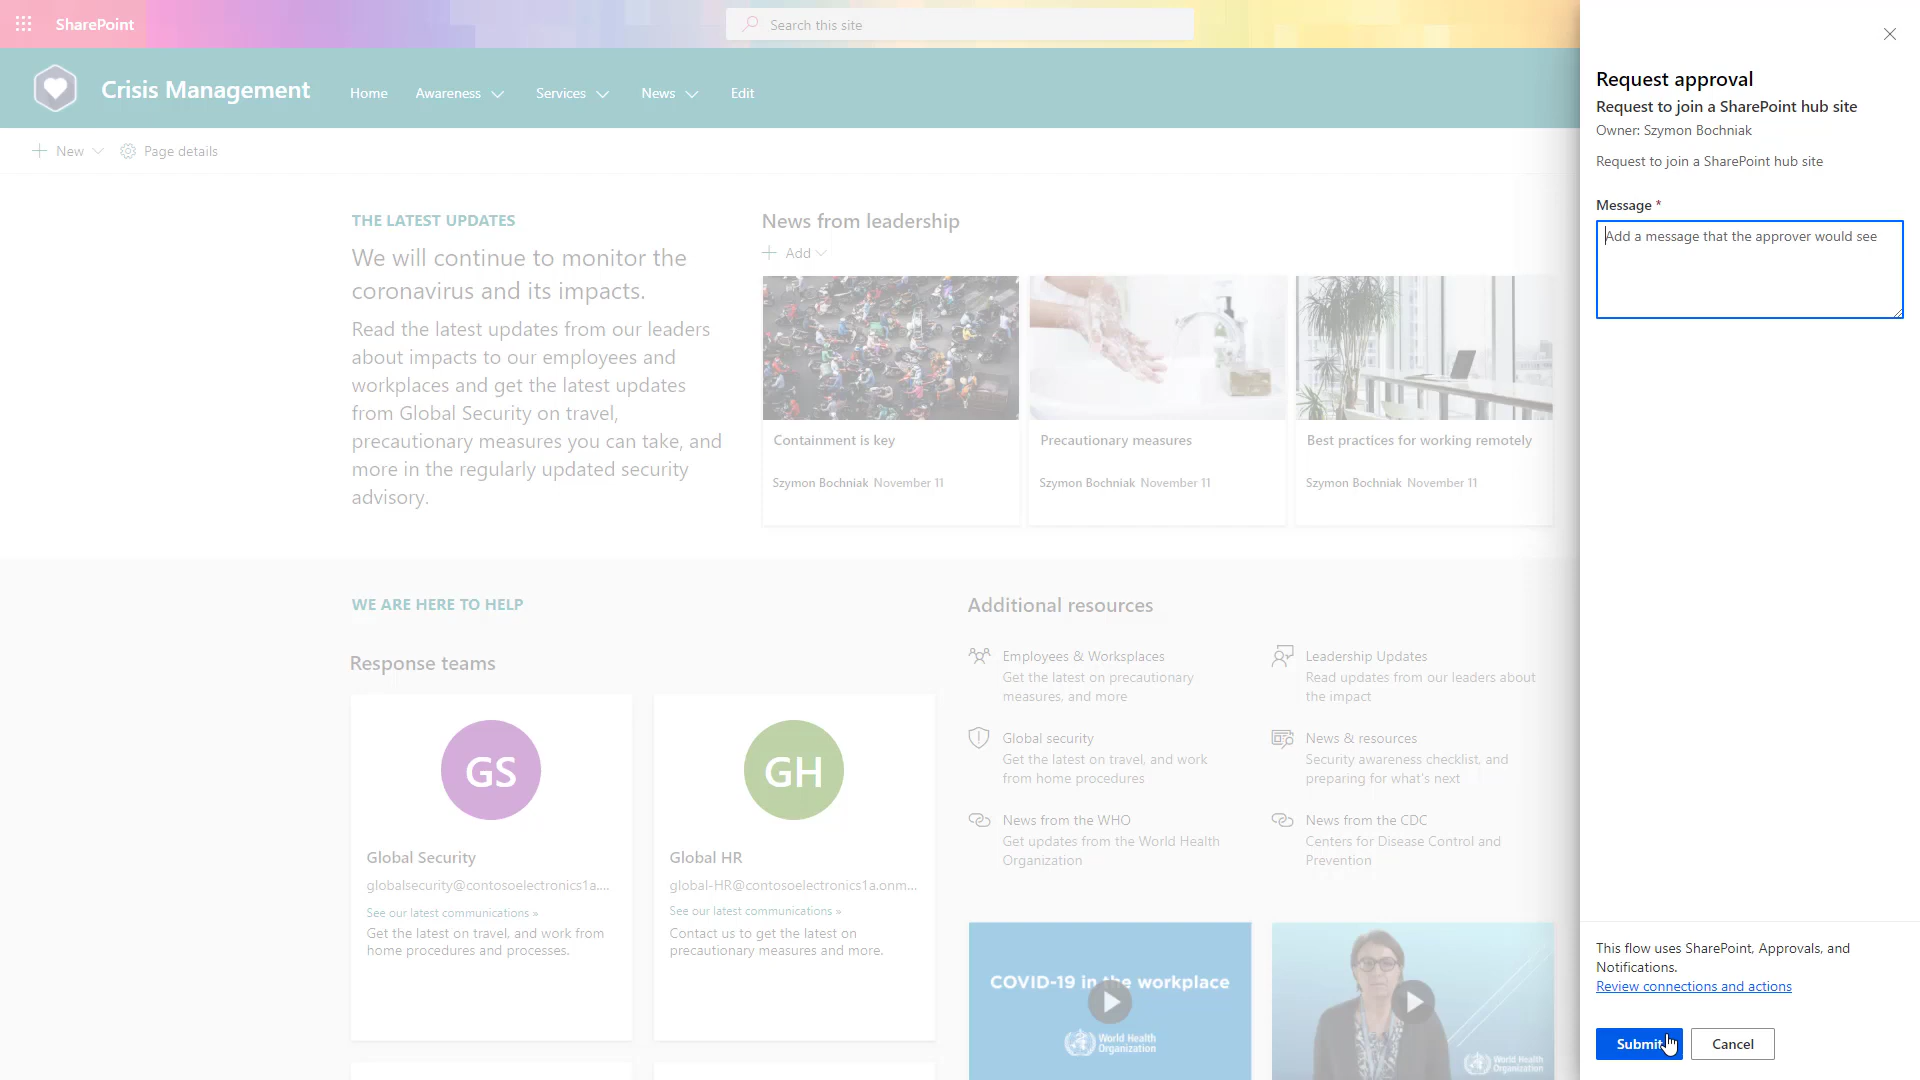 SharePoint
Search this site
Crisis Management
Home
Awareness
Services
News
Edit
New
Page details
THE LATEST UPDATES
We will continue to monitor the
coronavirus and its impacts.
Read the latest updates from our leaders
about impacts to our employees and
workplaces and get the latest updates
from Global Security on travel,
precautionary measures you can take, and
more in the regularly updated security
advisory.
News from leadership
Add
Containment is key
Szymon Bochniak November 11
Precautionary measures
Szymon Bochniak November 11
Best practices for working remotely
Szymon Bochniak November 11
WE ARE HERE TO HELP
Response teams
GS
Global Security
globalsecurity@contosoelectronics1a....
See our latest communications »
Get the latest on travel, and work from
home procedures and processes.
GH
Global HR
global-HR@contosoelectronics1a.onm...
See our latest communications »
Contact us to get the latest on
precautionary measures and more.
Additional resources
Employees & Worksplaces
Get the latest on precautionary
measures, and more
Leadership Updates
Read updates from our leaders about
the impact
Global security
Get the latest on travel, and work
from home procedures
News & resources
Security awareness checklist, and
preparing for what's next
News from the WHO
Get updates from the World Health
Organization
News from the CDC
Centers for Disease Control and
Prevention
COVID-19 in the workplace
World Health
Organization
World Health
Organization
Request approval
Request to join a SharePoint hub site
Owner: Szymon Bochniak
Request to join a SharePoint hub site
Message *
Add a message that the approver would see
This flow uses SharePoint, Approvals, and
Notifications.
Review connections and actions
Submit
Cancel